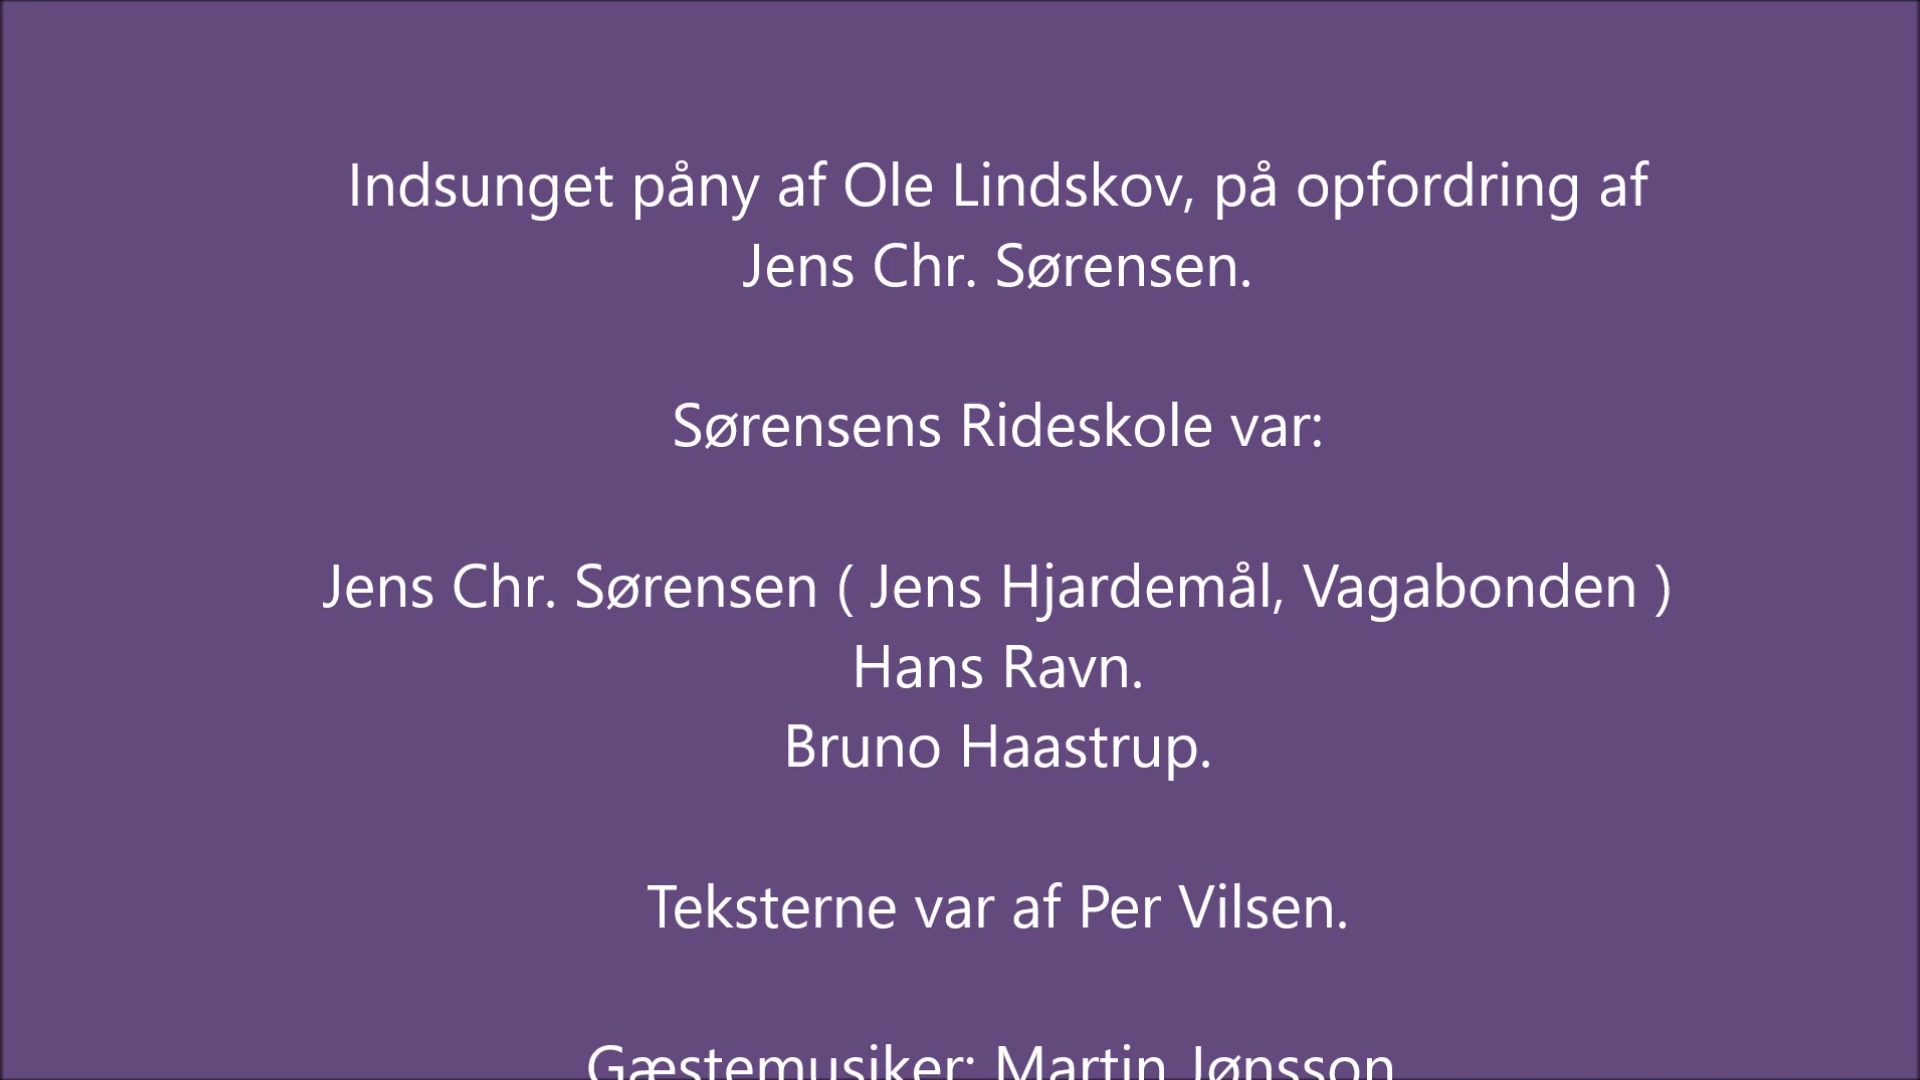 Indsunget påny af Ole Lindskov, på opfordring af
Jens Chr. Sørensen.
Sørensens Rideskole var:
Jens Chr. Sørensen ( Jens Hjardemål, Vagabonden )
Hans Ravn.
Bruno Haastrup.
Teksterne var af Per Vilsen.
Gæstemusiker: Martin Jønsson